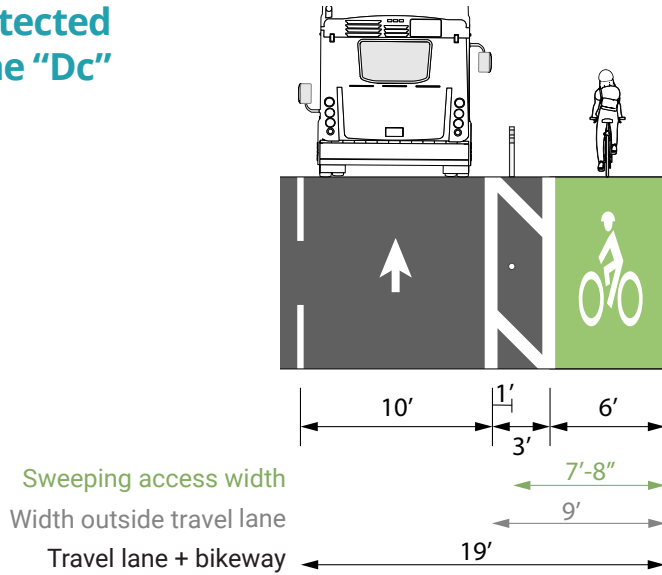 tected
ne “Dc”
10’
1’
3’
6’
Sweeping access width
7’-8”
Width outside travel lane
9’
Travel lane + bikeway
19’